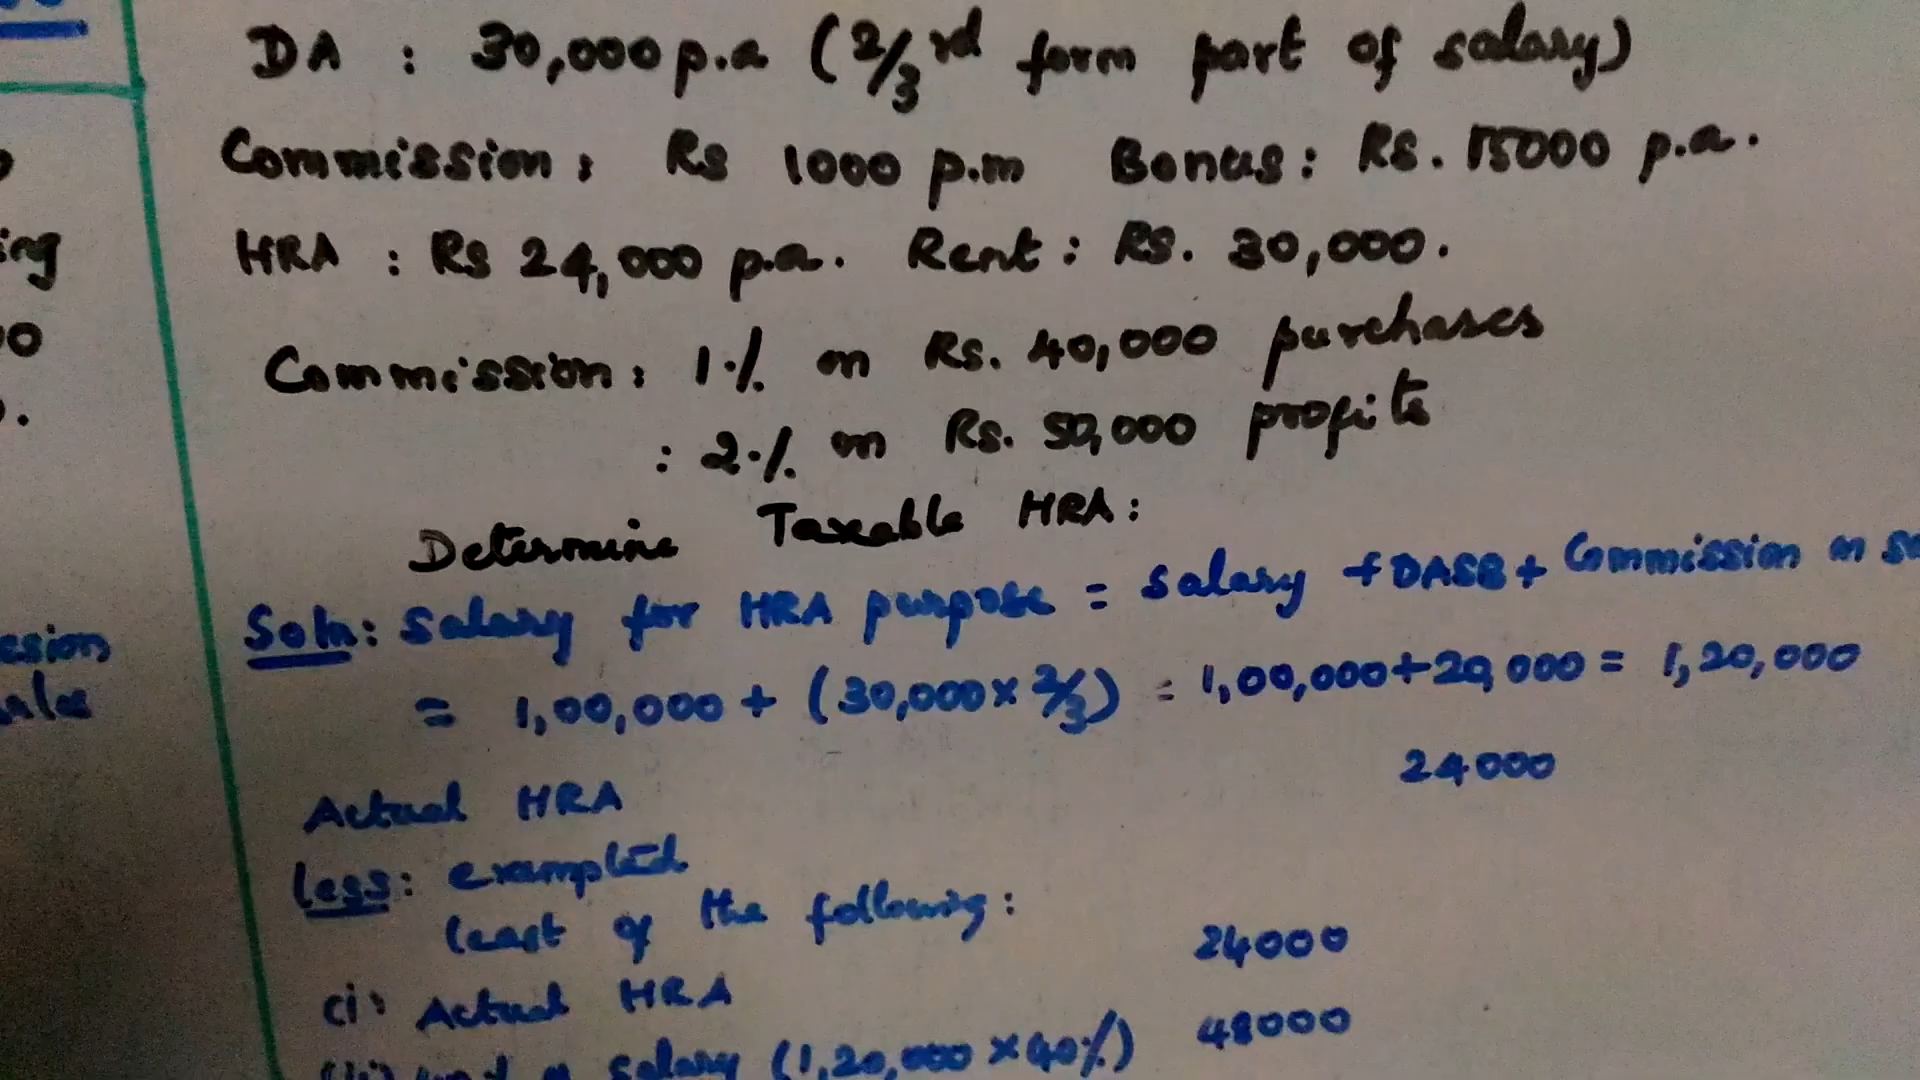 DA : 30,000 p.a (2/3rd form part of salary)
Commission: Rs 1000 p.m Bonus: Rs. 15000 p.a.
HRA : Rs 24,000 p.a. Rent: Rs. 30,000.
Commission: 1% on Rs. 40,000 purchases
: 2% on Rs. 50,000 profits
Determine Taxable HRA:
Soln: Salary for HRA purpose = Salary + DASB + Commission on
= 1,00,000 + (30,000 x 2/3) = 1,00,000 + 20,000 = 1,20,000
Actual HRA 24000
Less: exampted
least of the following:
(i) Actual HRA 24000
salary (1,20,000 x 40%) 48000